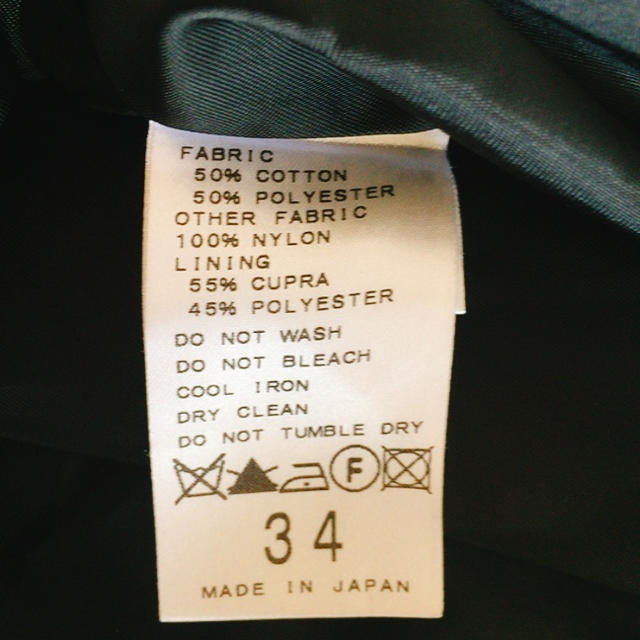 FABRIC
50% COTTON
50% POLYESTER
OTHER FABRIC
100% NYLON
LINING
55% CUPRA
45% POLYESTER
DO NOT WASH
DO NOT BLEACH
COOL IRON
DRY CLEAN
DO NOT TUMBLE DRY
F
34
MADE IN JAPAN